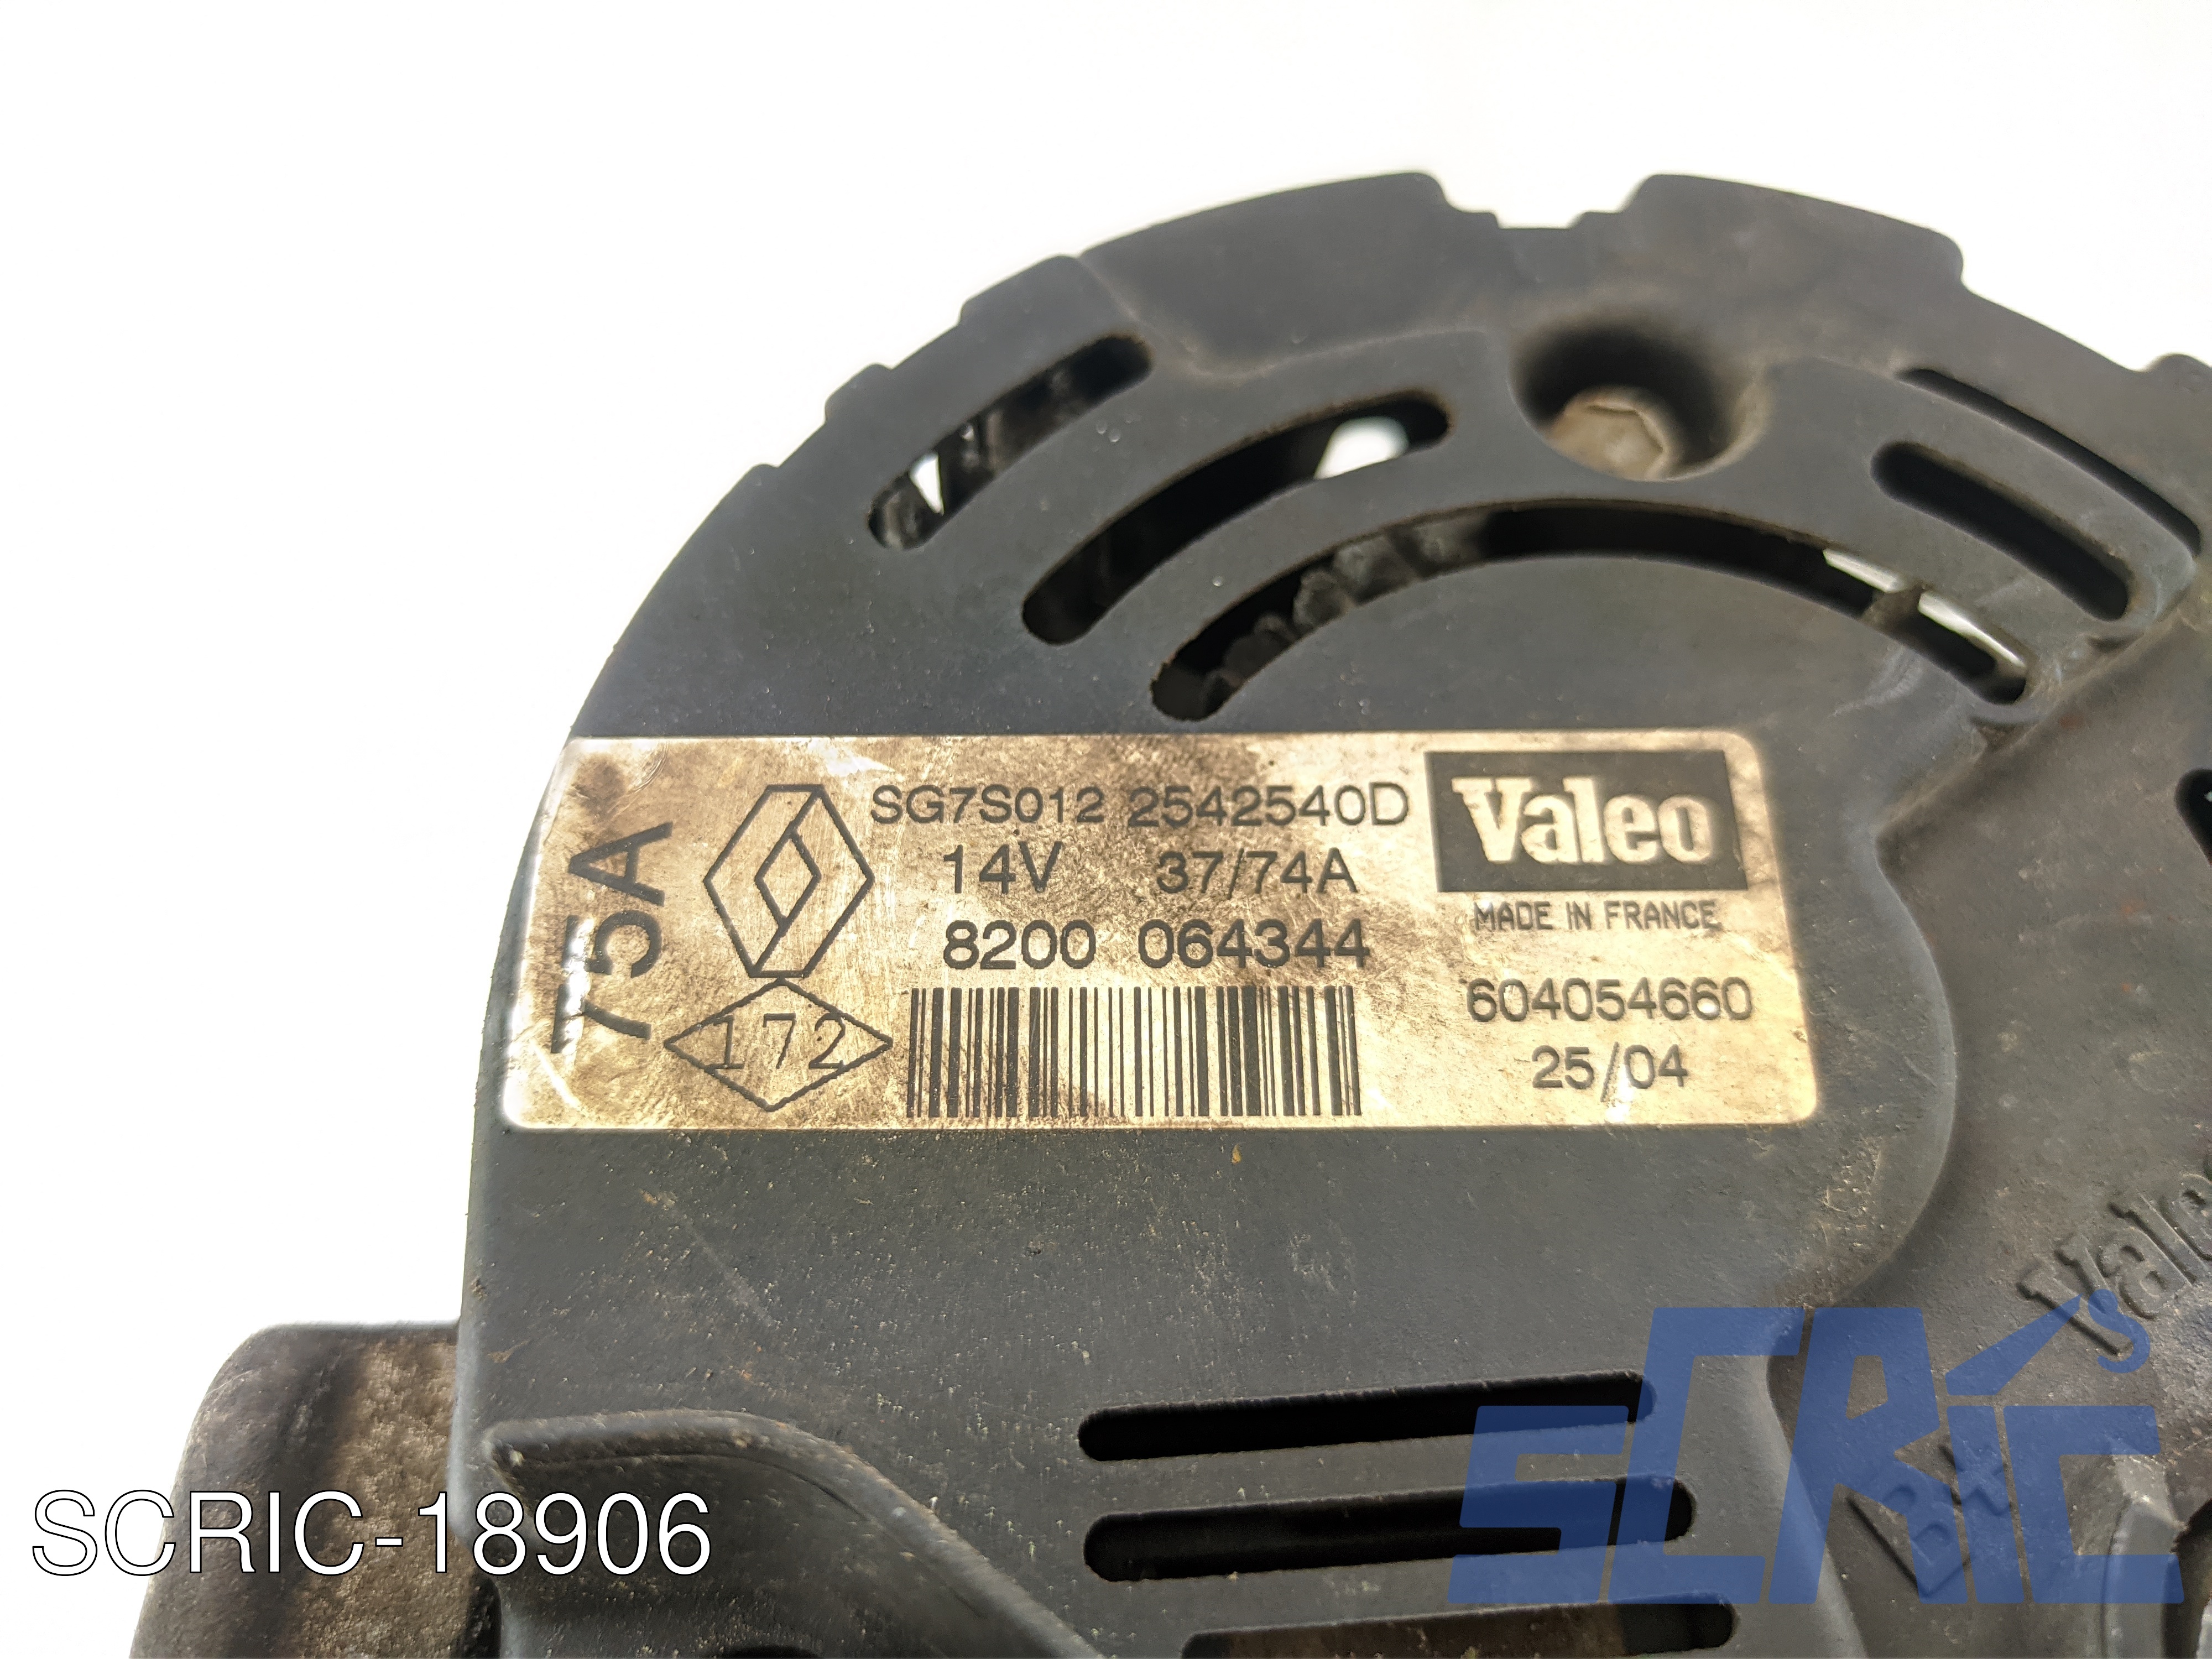 75A
172
SG7S012 2542540D
14V 37/74A
8200 064344
Valeo
MADE IN FRANCE
604054660
25/04
Valeo
B+
SCRIC
SCRIC-18906